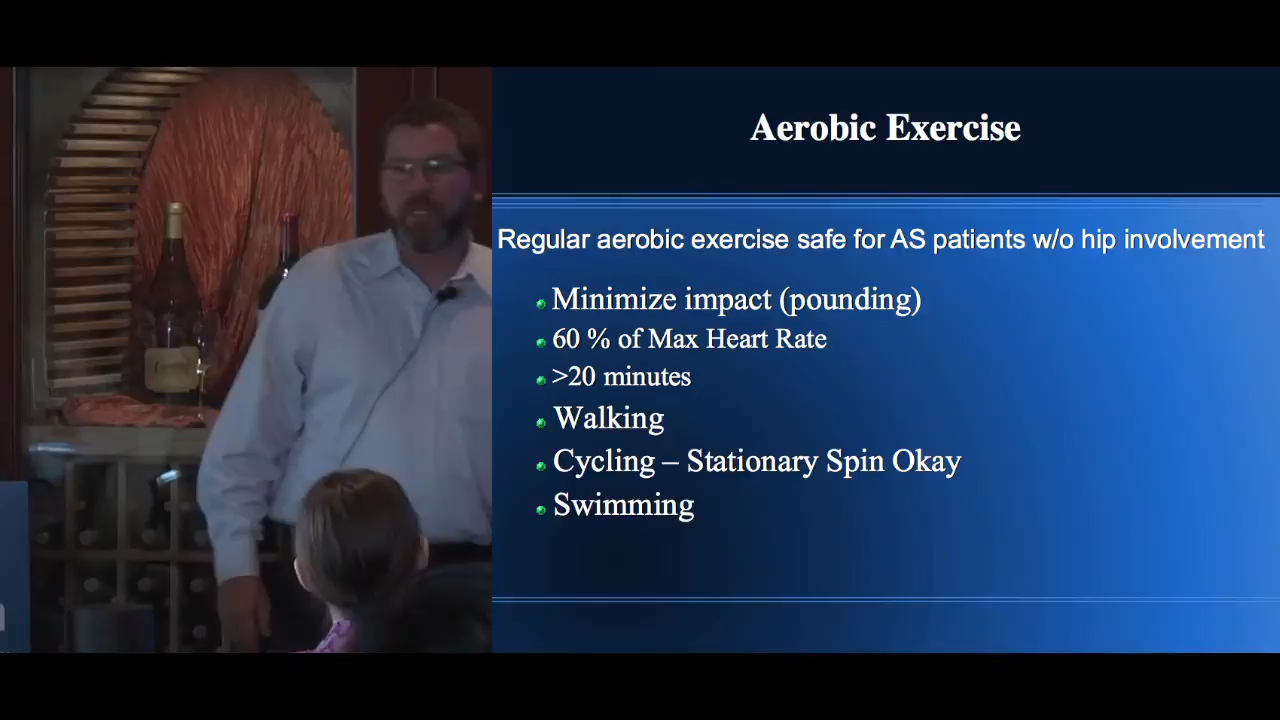 Aerobic Exercise
Regular aerobic exercise safe for AS patients w/o hip involvement
Minimize impact (pounding)
60 % of Max Heart Rate
>20 minutes
Walking
Cycling – Stationary Spin Okay
Swimming